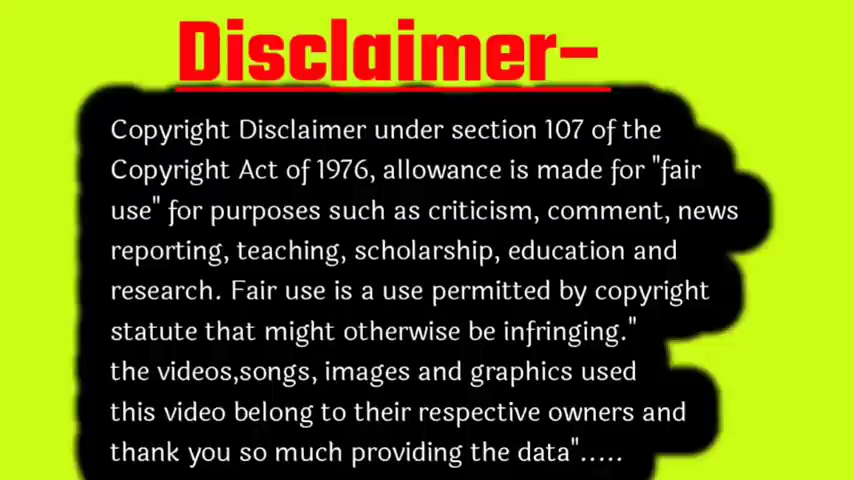 Disclaimer-
Copyright Disclaimer under section 107 of the
Copyright Act of 1976, allowance is made for "fair
use" for purposes such as criticism, comment, news
reporting, teaching, scholarship, education and
research. Fair use is a use permitted by copyright
statute that might otherwise be infringing."
the videos,songs, images and graphics used
this video belong to their respective owners and
thank you so much providing the data".....